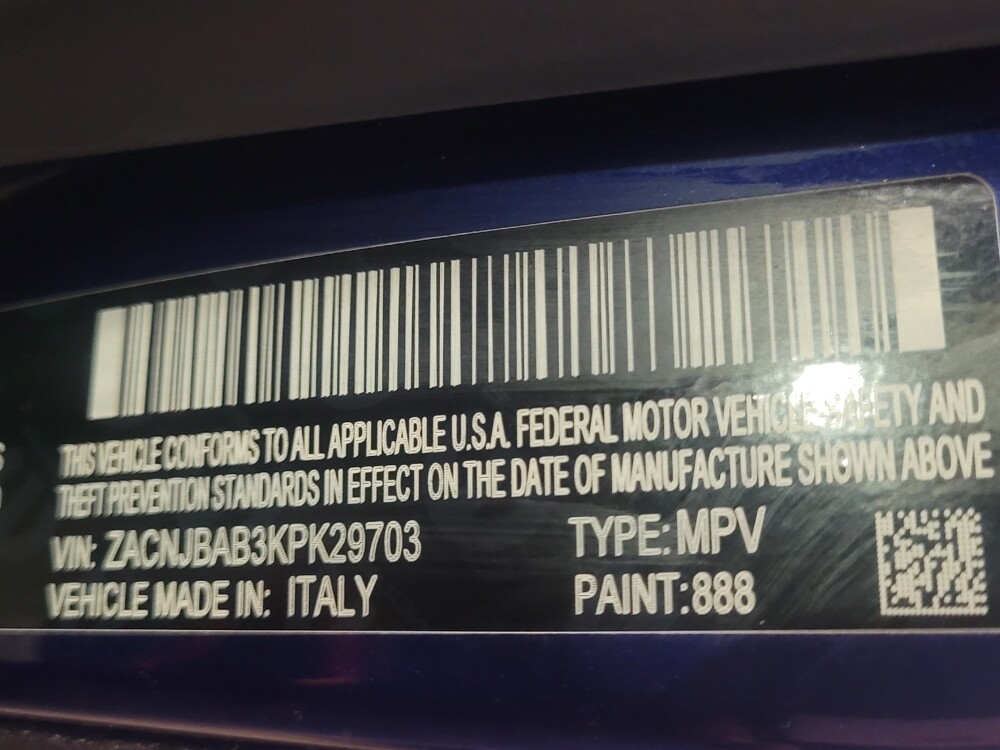 THIS VEHICLE CONFORMS TO ALL APPLICABLE U.S.A. FEDERAL MOTOR VEHICLE SAFETY AND
THEFT PREVENTION STANDARDS IN EFFECT ON THE DATE OF MANUFACTURE SHOWN ABOVE
VIN: ZACNJBAB3KPK29703 TYPE: MPV
VEHICLE MADE IN: ITALY PAINT: 888